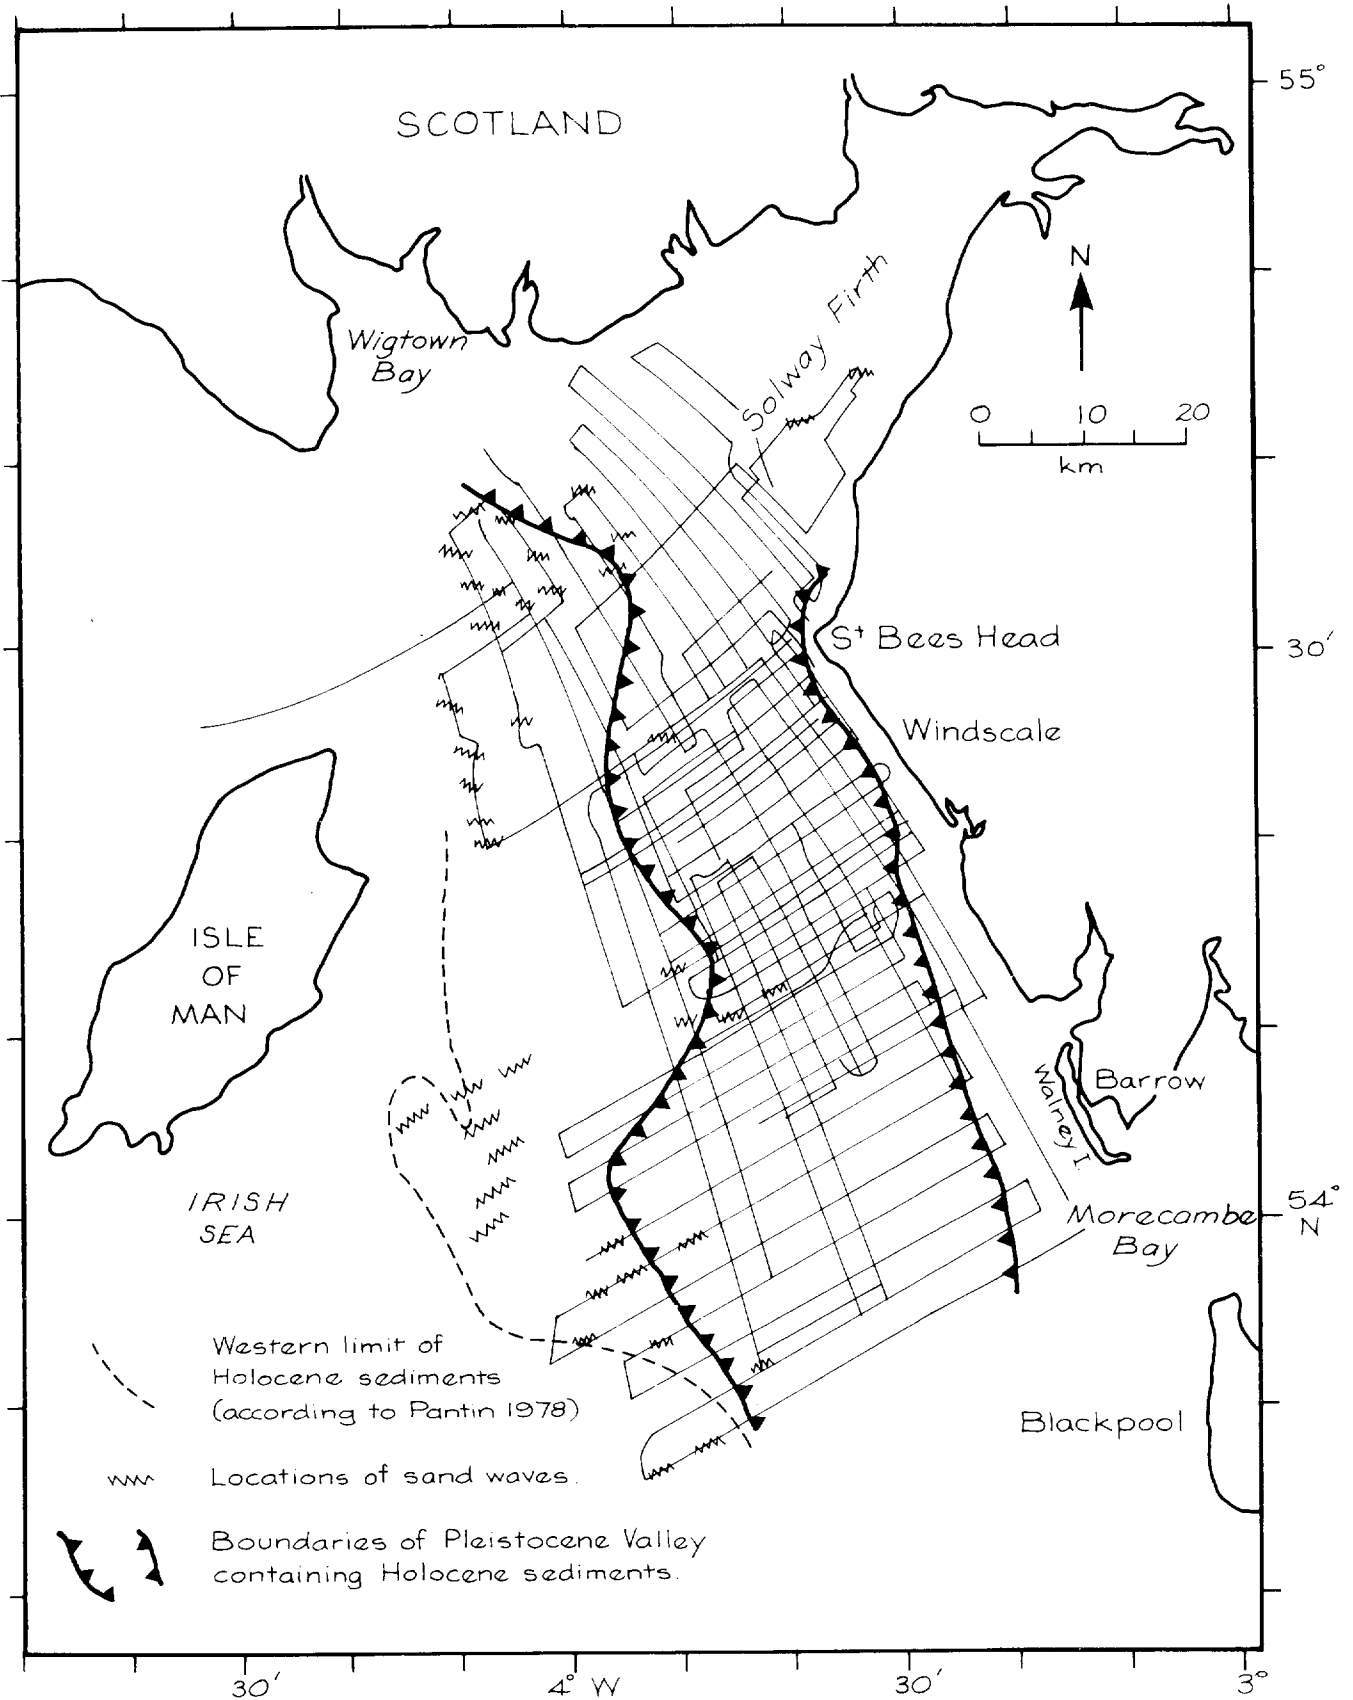 55°
SCOTLAND
N
Solway Firth
Wigtown
Bay
0 10 20
km
St Bees Head
30′
Windscale
ISLE
OF
MAN
Barrow
Walney I.
IRISH
SEA
54°
N
Morecambe
Bay
Western limit of
Holocene sediments
(according to Pantin 1978)
Blackpool
Locations of sand waves.
Boundaries of Pleistocene Valley
containing Holocene sediments.
30′ 4° W 30′ 3°